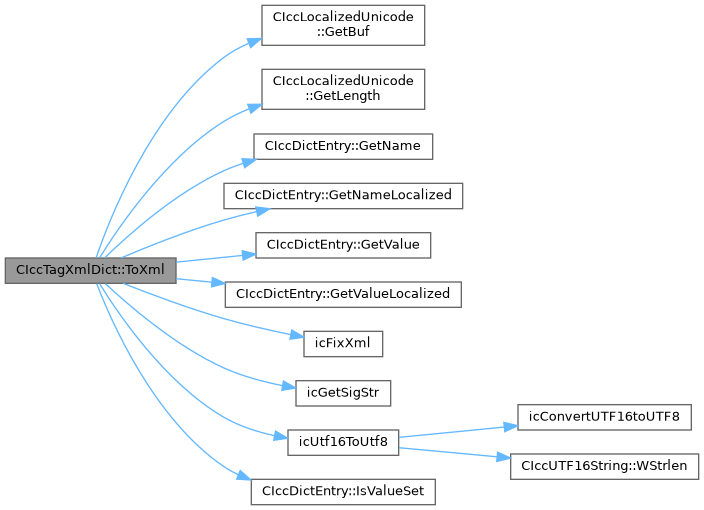 CIccTagXmlDict::ToXml
CIccLocalizedUnicode
::GetBuf
CIccLocalizedUnicode
::GetLength
CIccDictEntry::GetName
CIccDictEntry::GetNameLocalized
CIccDictEntry::GetValue
CIccDictEntry::GetValueLocalized
icFixXml
icGetSigStr
icUtf16ToUtf8
icConvertUTF16toUTF8
CIccUTF16String::WStrlen
CIccDictEntry::IsValueSet